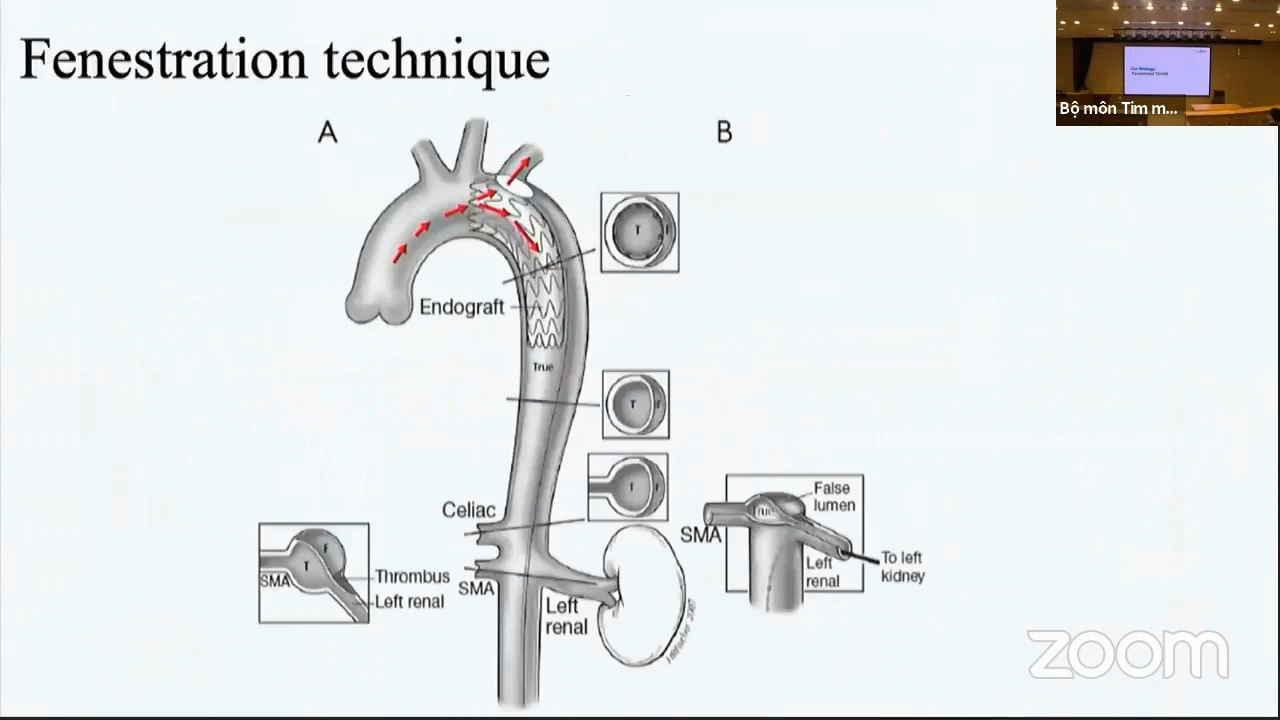 Fenestration technique
Bộ môn Tim m...
A
B
T
F
Endograft
True
T
F
T
F
Celiac
SMA
Left
renal
F
T
SMA
Thrombus
Left renal
False
lumen
True
SMA
Left
renal
To left
kidney
zoom